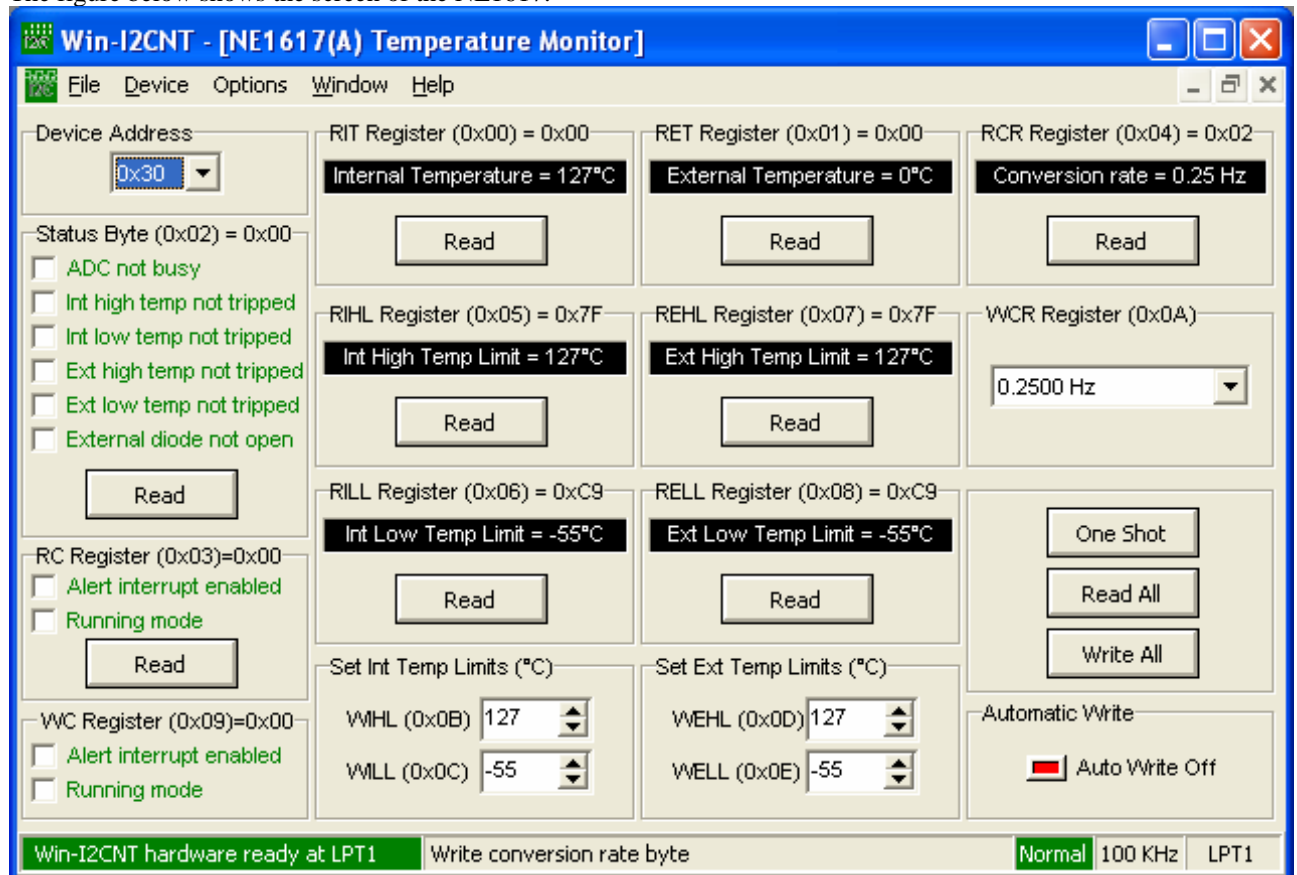 The figure below shows the screen of the NE1617.
Win-I2CNT - [NE1617(A) Temperature Monitor]
File Device Options Window Help
Device Address
0x30
Status Byte (0x02) = 0x00
ADC not busy
Int high temp not tripped
Int low temp not tripped
Ext high temp not tripped
Ext low temp not tripped
External diode not open
Read
RC Register (0x03)=0x00
Alert interrupt enabled
Running mode
Read
WC Register (0x09)=0x00
Alert interrupt enabled
Running mode
RIT Register (0x00) = 0x00
Internal Temperature = 127°C
Read
RIHL Register (0x05) = 0x7F
Int High Temp Limit = 127°C
Read
RILL Register (0x06) = 0xC9
Int Low Temp Limit = -55°C
Read
Set Int Temp Limits (°C)
WIHL (0x0B) 127
WILL (0x0C) -55
RET Register (0x01) = 0x00
External Temperature = 0°C
Read
REHL Register (0x07) = 0x7F
Ext High Temp Limit = 127°C
Read
RELL Register (0x08) = 0xC9
Ext Low Temp Limit = -55°C
Read
Set Ext Temp Limits (°C)
WEHL (0x0D) 127
WELL (0x0E) -55
RCR Register (0x04) = 0x02
Conversion rate = 0.25 Hz
Read
WCR Register (0x0A)
0.2500 Hz
One Shot
Read All
Write All
Automatic Write
Auto Write Off
Win-I2CNT hardware ready at LPT1 Write conversion rate byte Normal 100 KHz LPT1